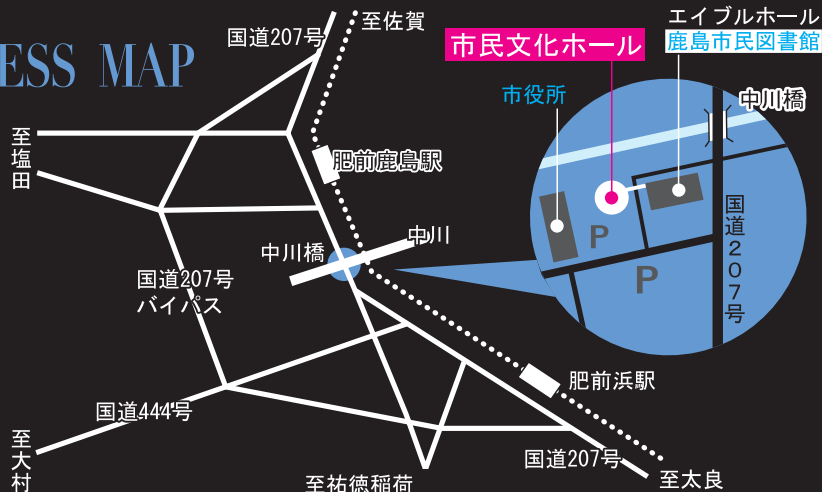 ESS MAP
国道207号
至佐賀
市民文化ホール
エイブルホール
鹿島市民図書館
市役所
中川橋
至塩田
肥前鹿島駅
中川
中川橋
国道207号
P
P
国道207号
バイパス
肥前浜駅
国道444号
至大村
国道207号
至祐徳稲荷
至太良